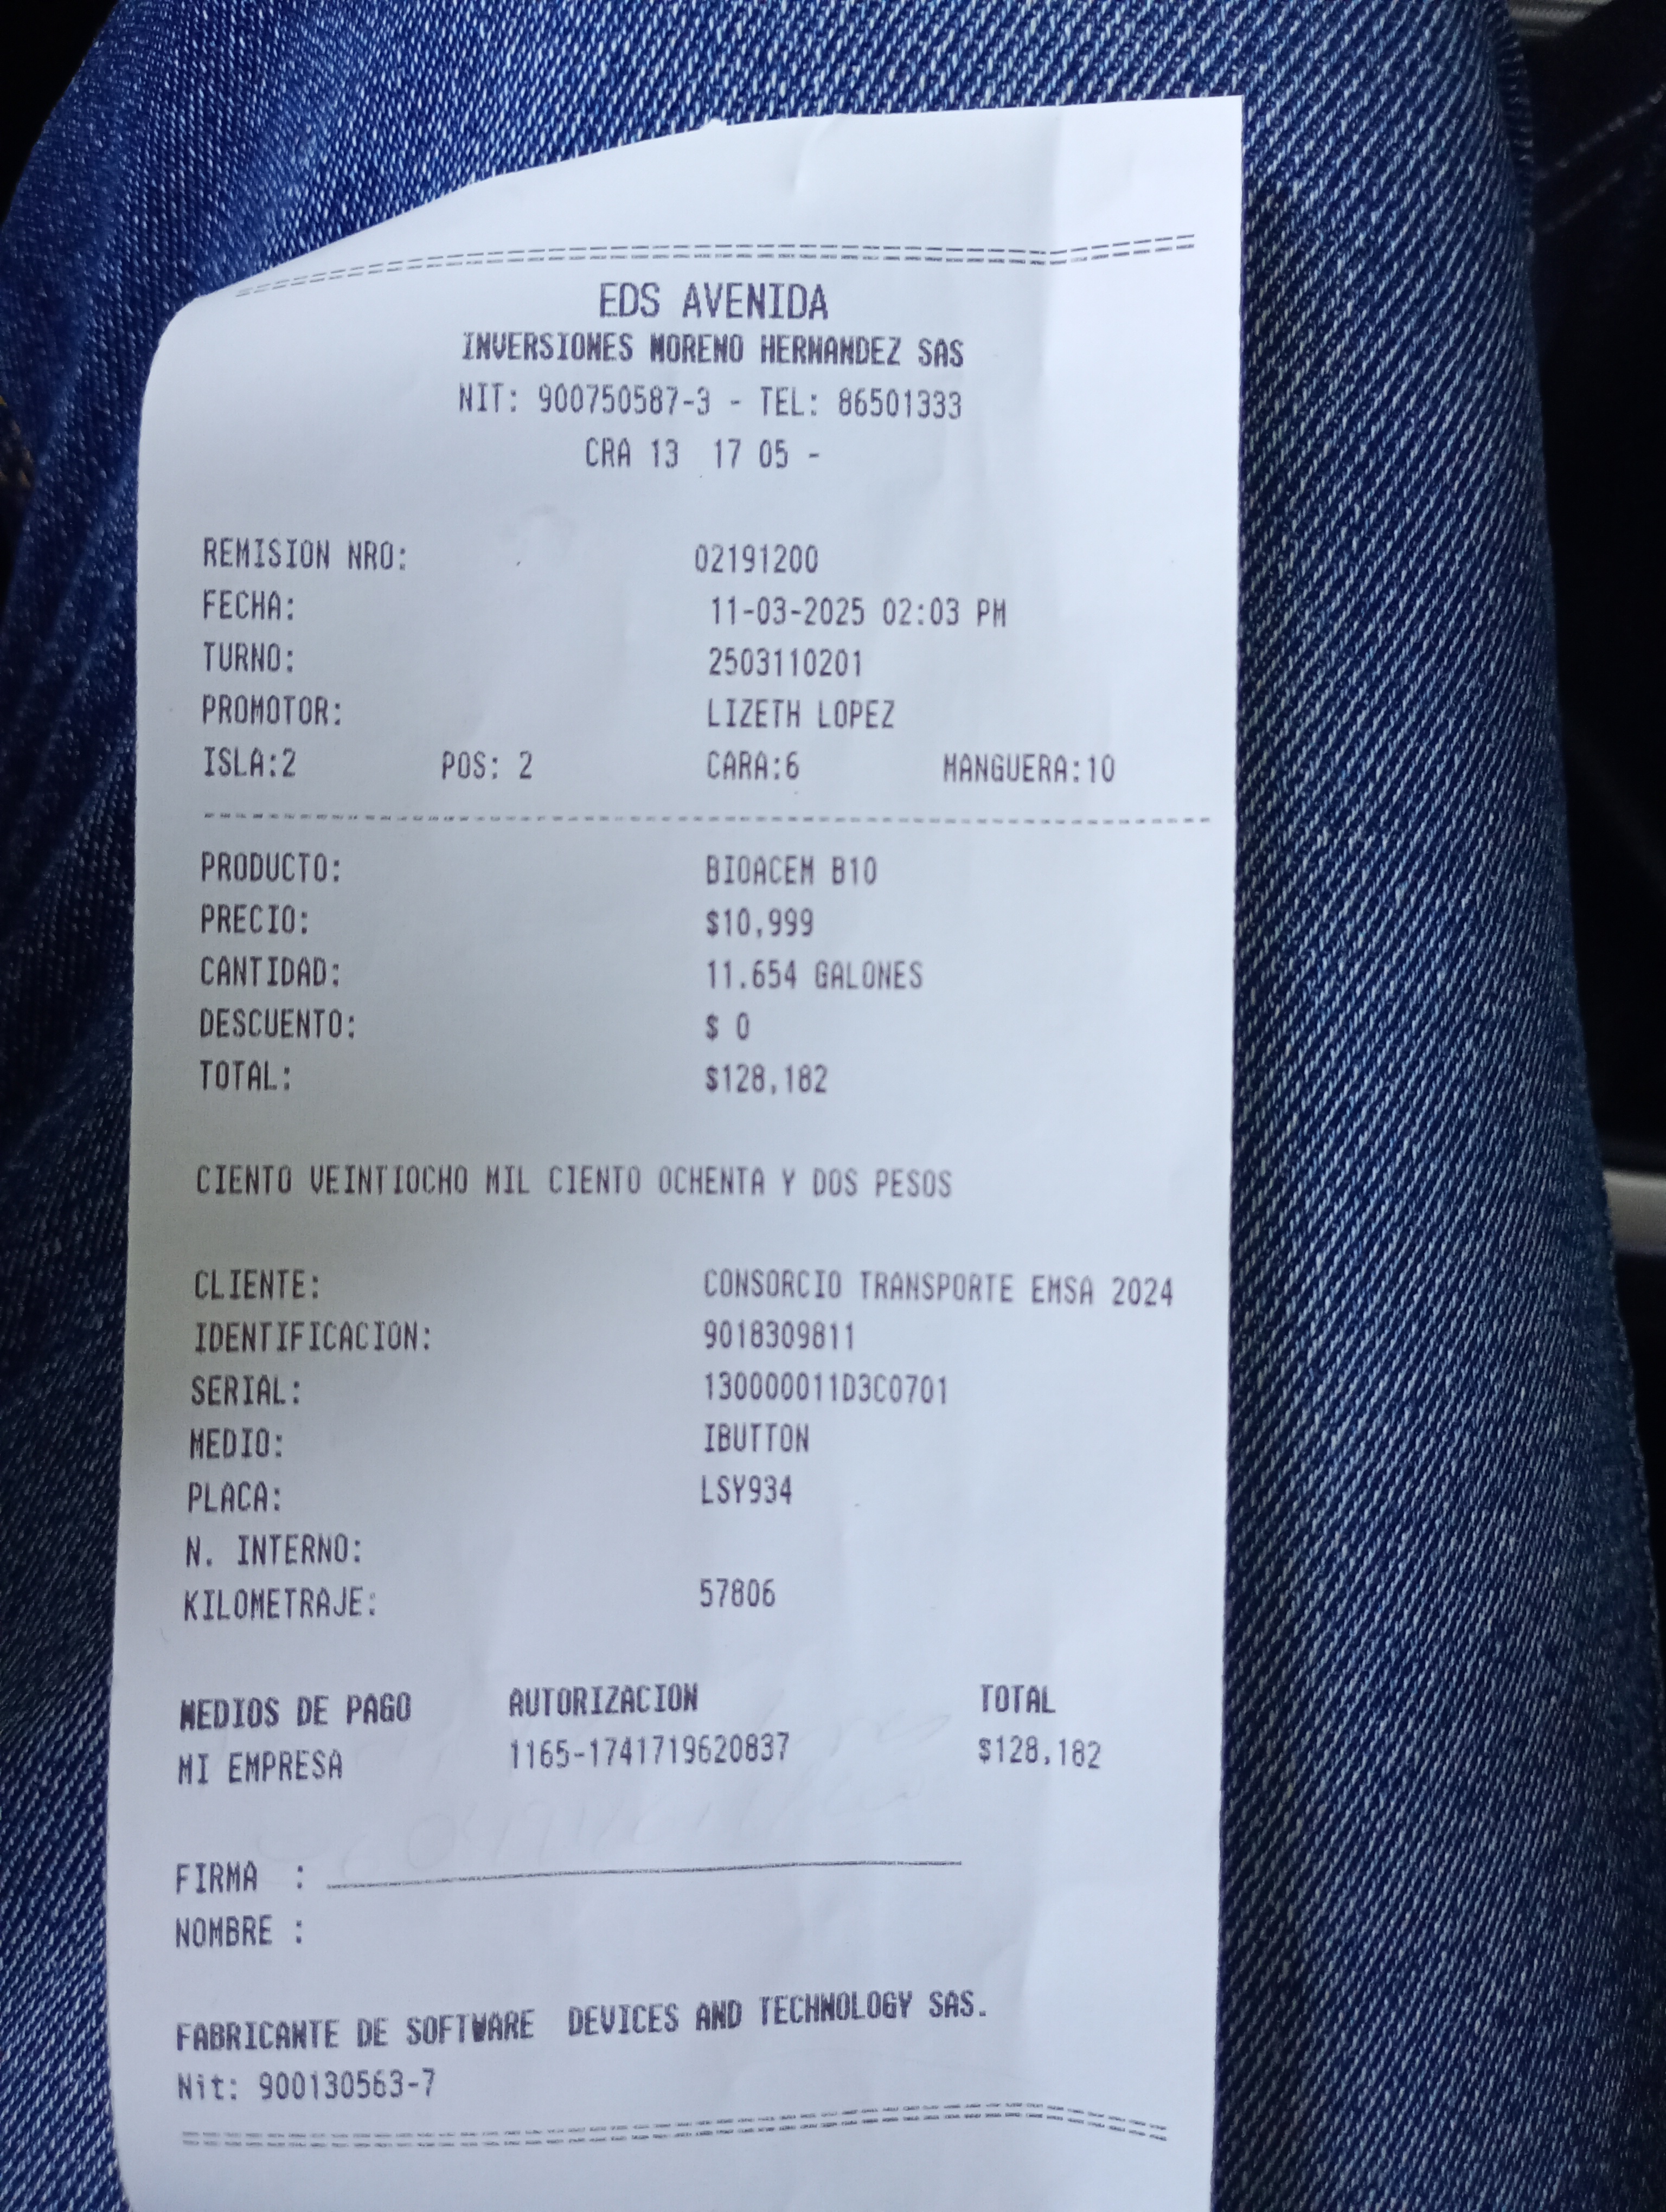 EDS AVENIDA
INVERSIONES MORENO HERNANDEZ SAS
NIT: 900750587-3 - TEL: 86501333
CRA 13 17 05 -
REMISION NRO: 02191200
FECHA: 11-03-2025 02:03 PM
TURNO: 2503110201
PROMOTOR: LIZETH LOPEZ
ISLA:2 POS: 2 CARA:6 MANGUERA:10
PRODUCTO: BIOACEM B10
PRECIO: $10,999
CANTIDAD: 11.654 GALONES
DESCUENTO: $ 0
TOTAL: $128,182
CIENTO VEINTIOCHO MIL CIENTO OCHENTA Y DOS PESOS
CLIENTE: CONSORCIO TRANSPORTE EMSA 2024
IDENTIFICACION: 9018309811
SERIAL: 130000011D3C0701
MEDIO: IBUTTON
PLACA: LSY934
N. INTERNO:
KILOMETRAJE: 57806
MEDIOS DE PAGO AUTORIZACION TOTAL
MI EMPRESA 1165-1741719620837 $128,182
FIRMA :
NOMBRE :
FABRICANTE DE SOFTWARE DEVICES AND TECHNOLOGY SAS.
Nit: 900130563-7